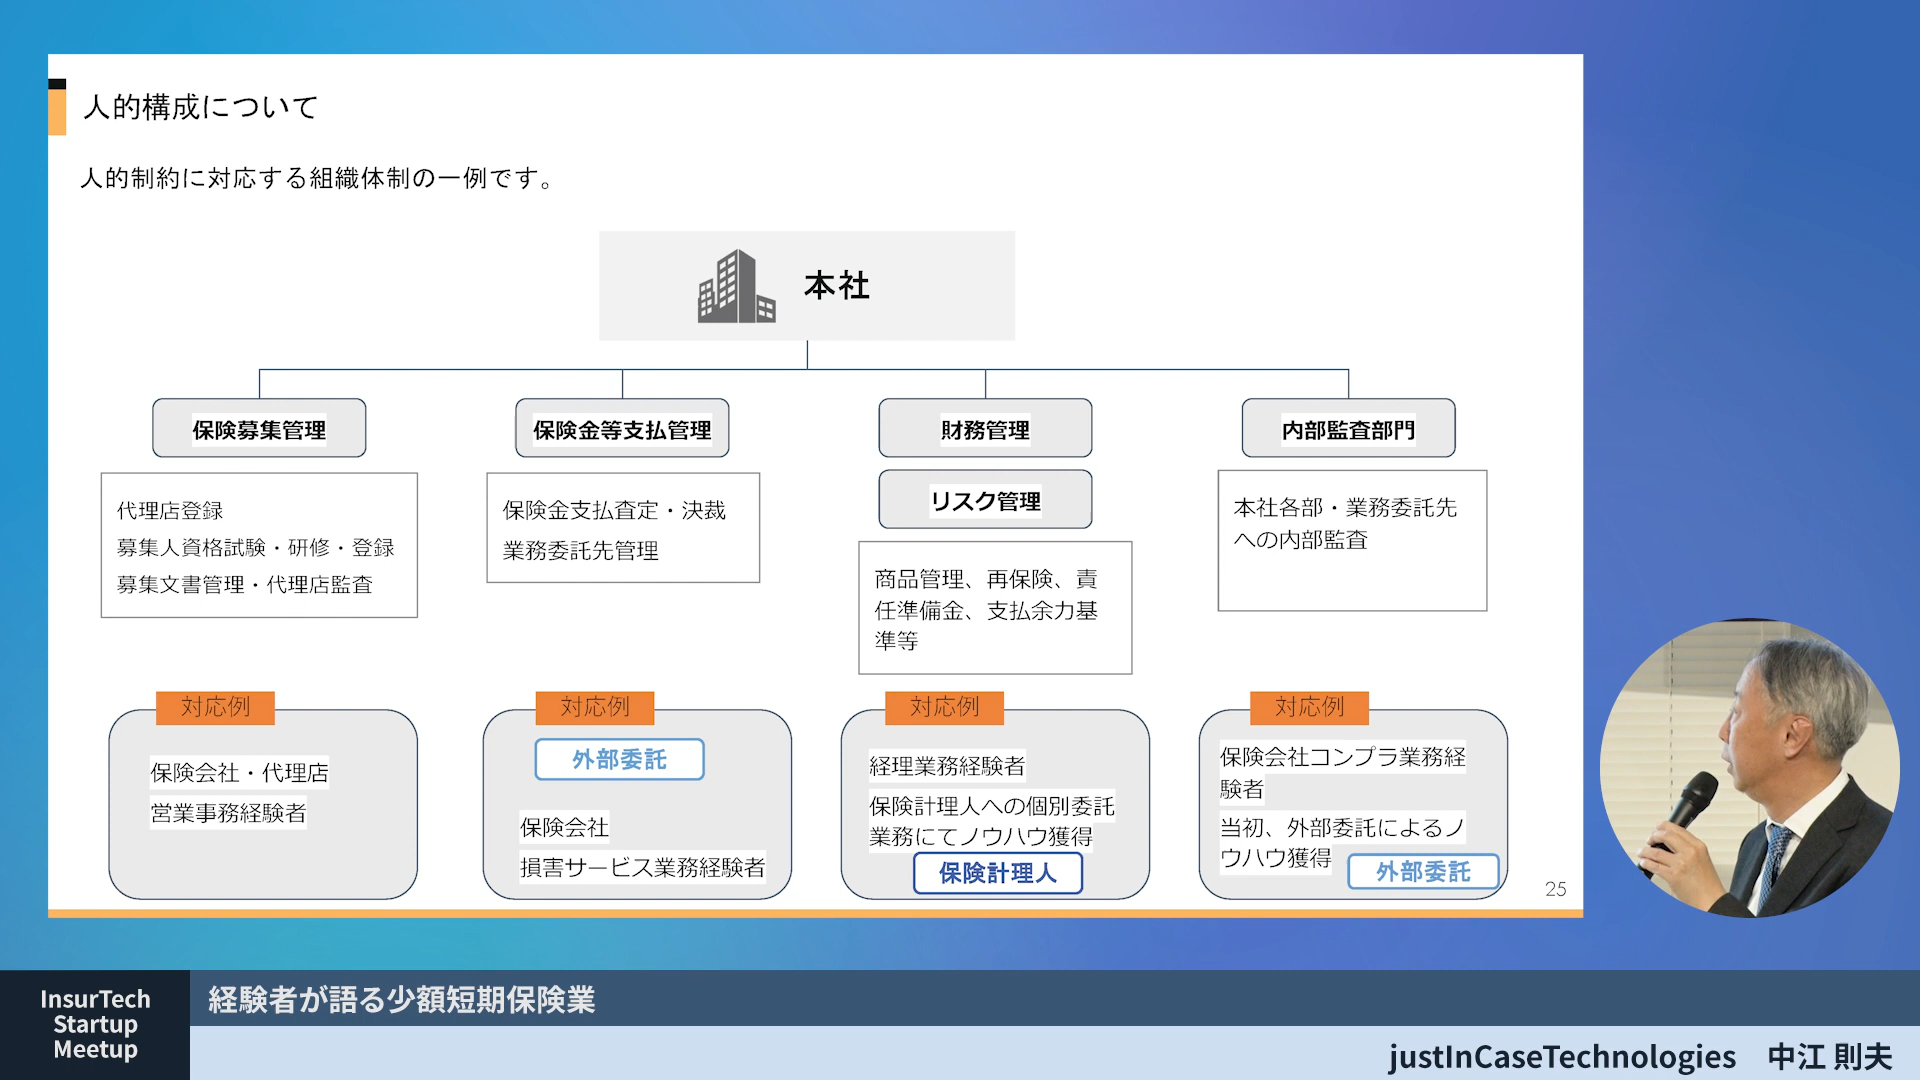 人的構成について
人的制約に対応する組織体制の一例です。
本社
保険募集管理
代理店登録
募集人資格試験・研修・登録
募集文書管理・代理店監査
保険金等支払管理
保険金支払査定・決裁
業務委託先管理
財務管理
リスク管理
商品管理、再保険、責
任準備金、支払余力基
準等
内部監査部門
本社各部・業務委託先
への内部監査
対応例
保険会社・代理店
営業事務経験者
対応例
外部委託
保険会社
損害サービス業務経験者
対応例
経理業務経験者
保険計理人への個別委託
業務にてノウハウ獲得
保険計理人
対応例
保険会社コンプラ業務経
験者
当初、外部委託によるノ
ウハウ獲得
外部委託
25
InsurTech
Startup
Meetup
経験者が語る少額短期保険業
justInCaseTechnologies 中江 則夫